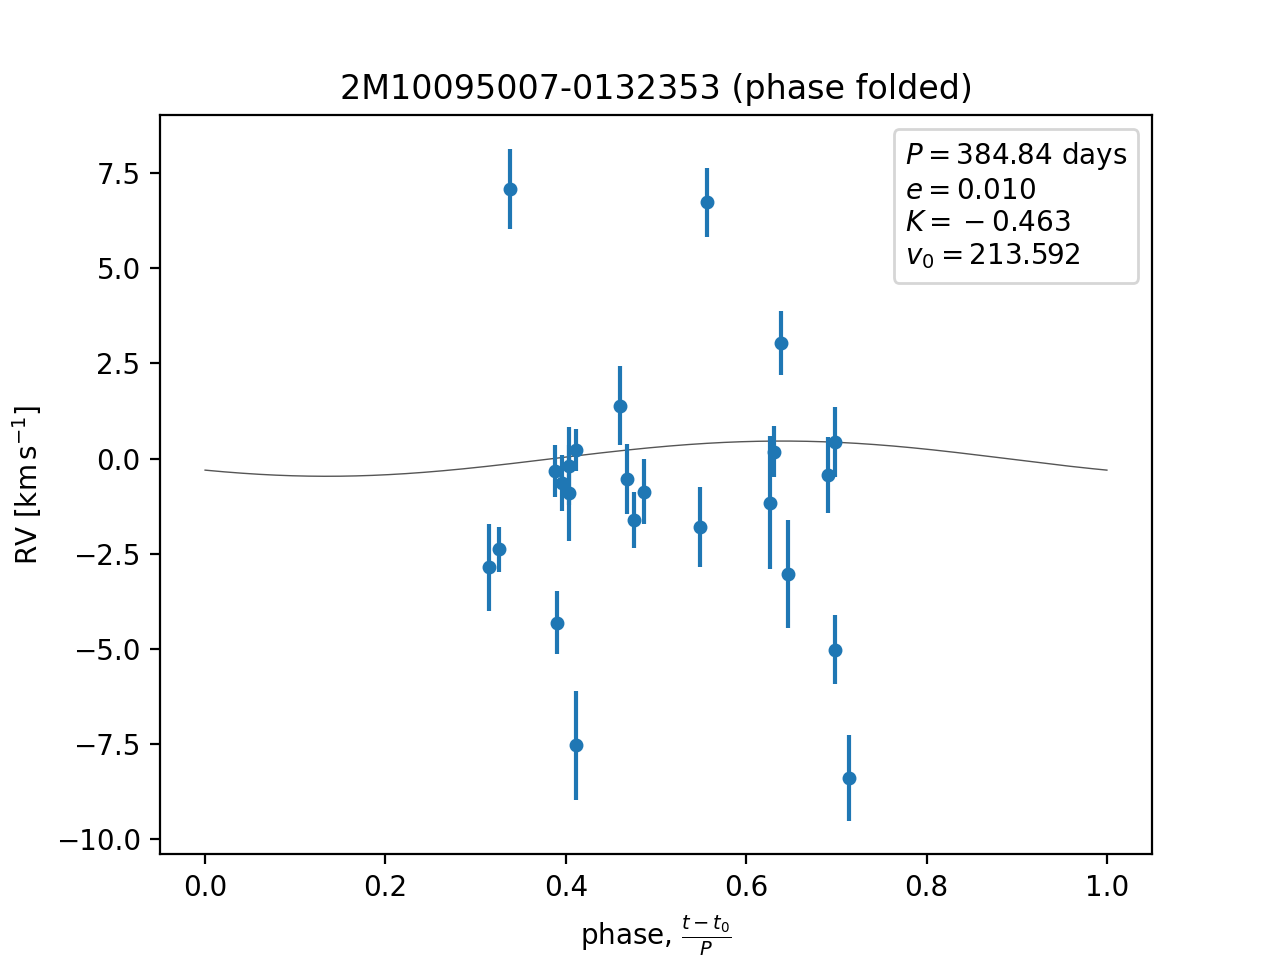 2M10095007-0132353 (phase folded)
P = 384.84 days
e = 0.010
K = −0.463
v₀ = 213.592
7.5
5.0
2.5
0.0
−2.5
−5.0
−7.5
−10.0
RV [km s⁻¹]
0.0 0.2 0.4 0.6 0.8 1.0
phase, (t − t₀)/P